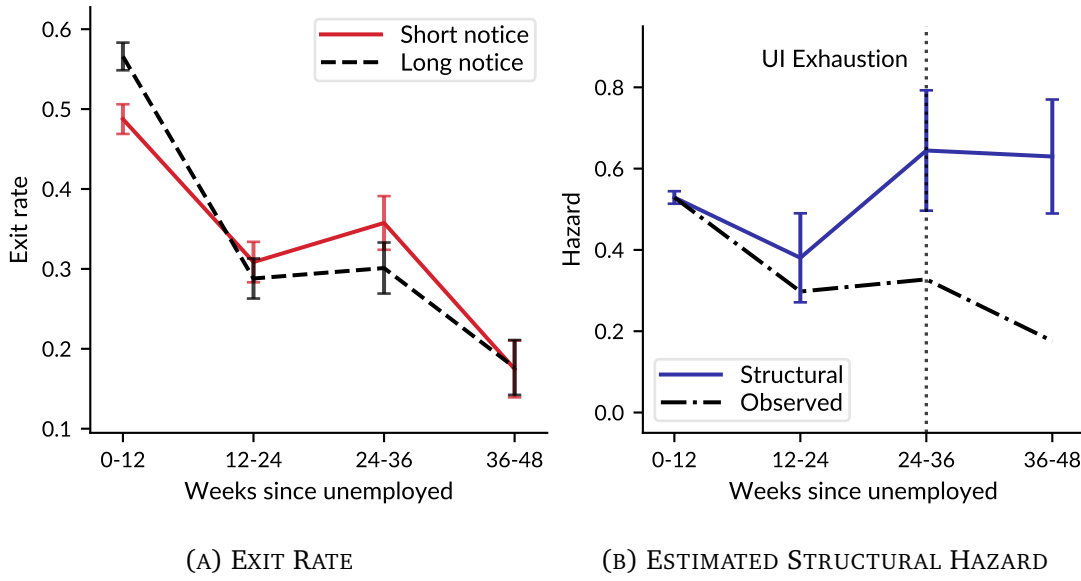 0.6
0.5
0.4
0.3
0.2
0.1
Exit rate
Short notice
Long notice
0-12
12-24
24-36
36-48
Weeks since unemployed
(A) EXIT RATE
0.8
0.6
0.4
0.2
0.0
Hazard
UI Exhaustion
Structural
Observed
0-12
12-24
24-36
36-48
Weeks since unemployed
(B) ESTIMATED STRUCTURAL HAZARD